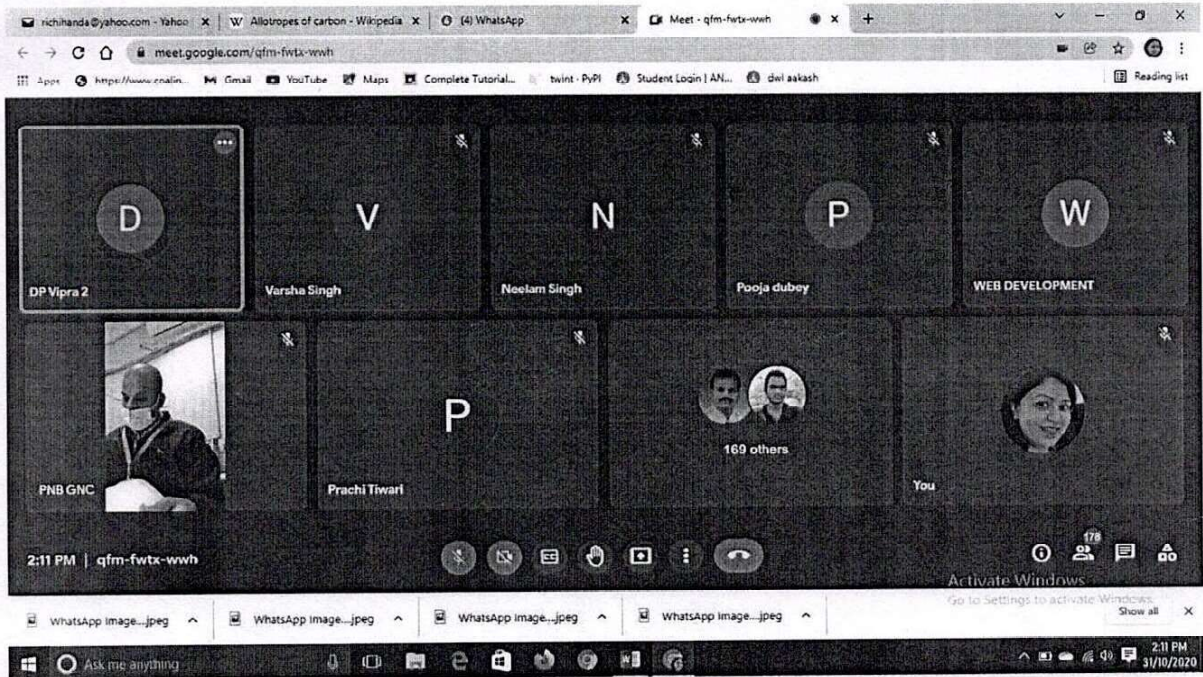 richihanda@yahoo.com - Yahoo
Allotropes of carbon - Wikipedia
(4) WhatsApp
Meet - qfm-fwtx-wwh
meet.google.com/qfm-fwtx-wwh
Apps
Gmail
YouTube
Maps
Complete Tutorial...
twint · PyPI
Student Login | AN...
dwi aakash
Reading list
D
V
N
P
W
DP Vipra 2
Varsha Singh
Neelam Singh
Pooja dubey
WEB DEVELOPMENT
P
169 others
PNB GNC
Prachi Tiwari
You
2:11 PM | qfm-fwtx-wwh
178
Activate Windows
Go to Settings to activate Windows.
WhatsApp Image...jpeg
WhatsApp Image...jpeg
WhatsApp Image...jpeg
WhatsApp Image...jpeg
Show all
Ask me anything
2:11 PM
31/10/2020